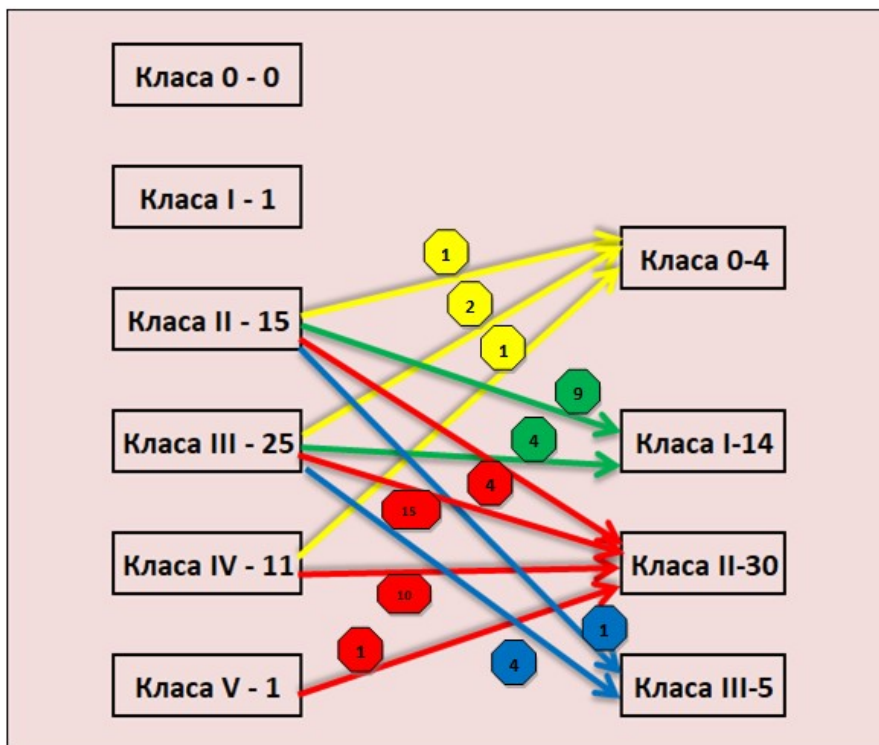 Класа 0 - 0
Класа I - 1
Класа II - 15
Класа III - 25
Класа IV - 11
Класа V - 1
1
2
1
9
4
4
15
10
1
1
4
Класа 0-4
Класа I-14
Класа II-30
Класа III-5